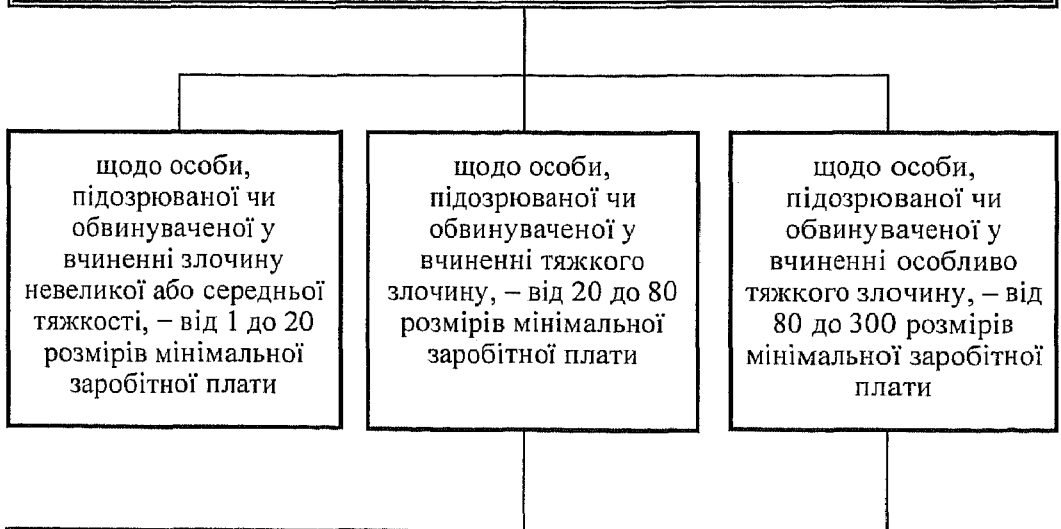 щодо особи,
підозрюваної чи
обвинуваченої у
вчиненні злочину
невеликої або середньої
тяжкості, – від 1 до 20
розмірів мінімальної
заробітної плати
щодо особи,
підозрюваної чи
обвинуваченої у
вчиненні тяжкого
злочину, – від 20 до 80
розмірів мінімальної
заробітної плати
щодо особи,
підозрюваної чи
обвинуваченої у
вчиненні особливо
тяжкого злочину, – від
80 до 300 розмірів
мінімальної заробітної
плати